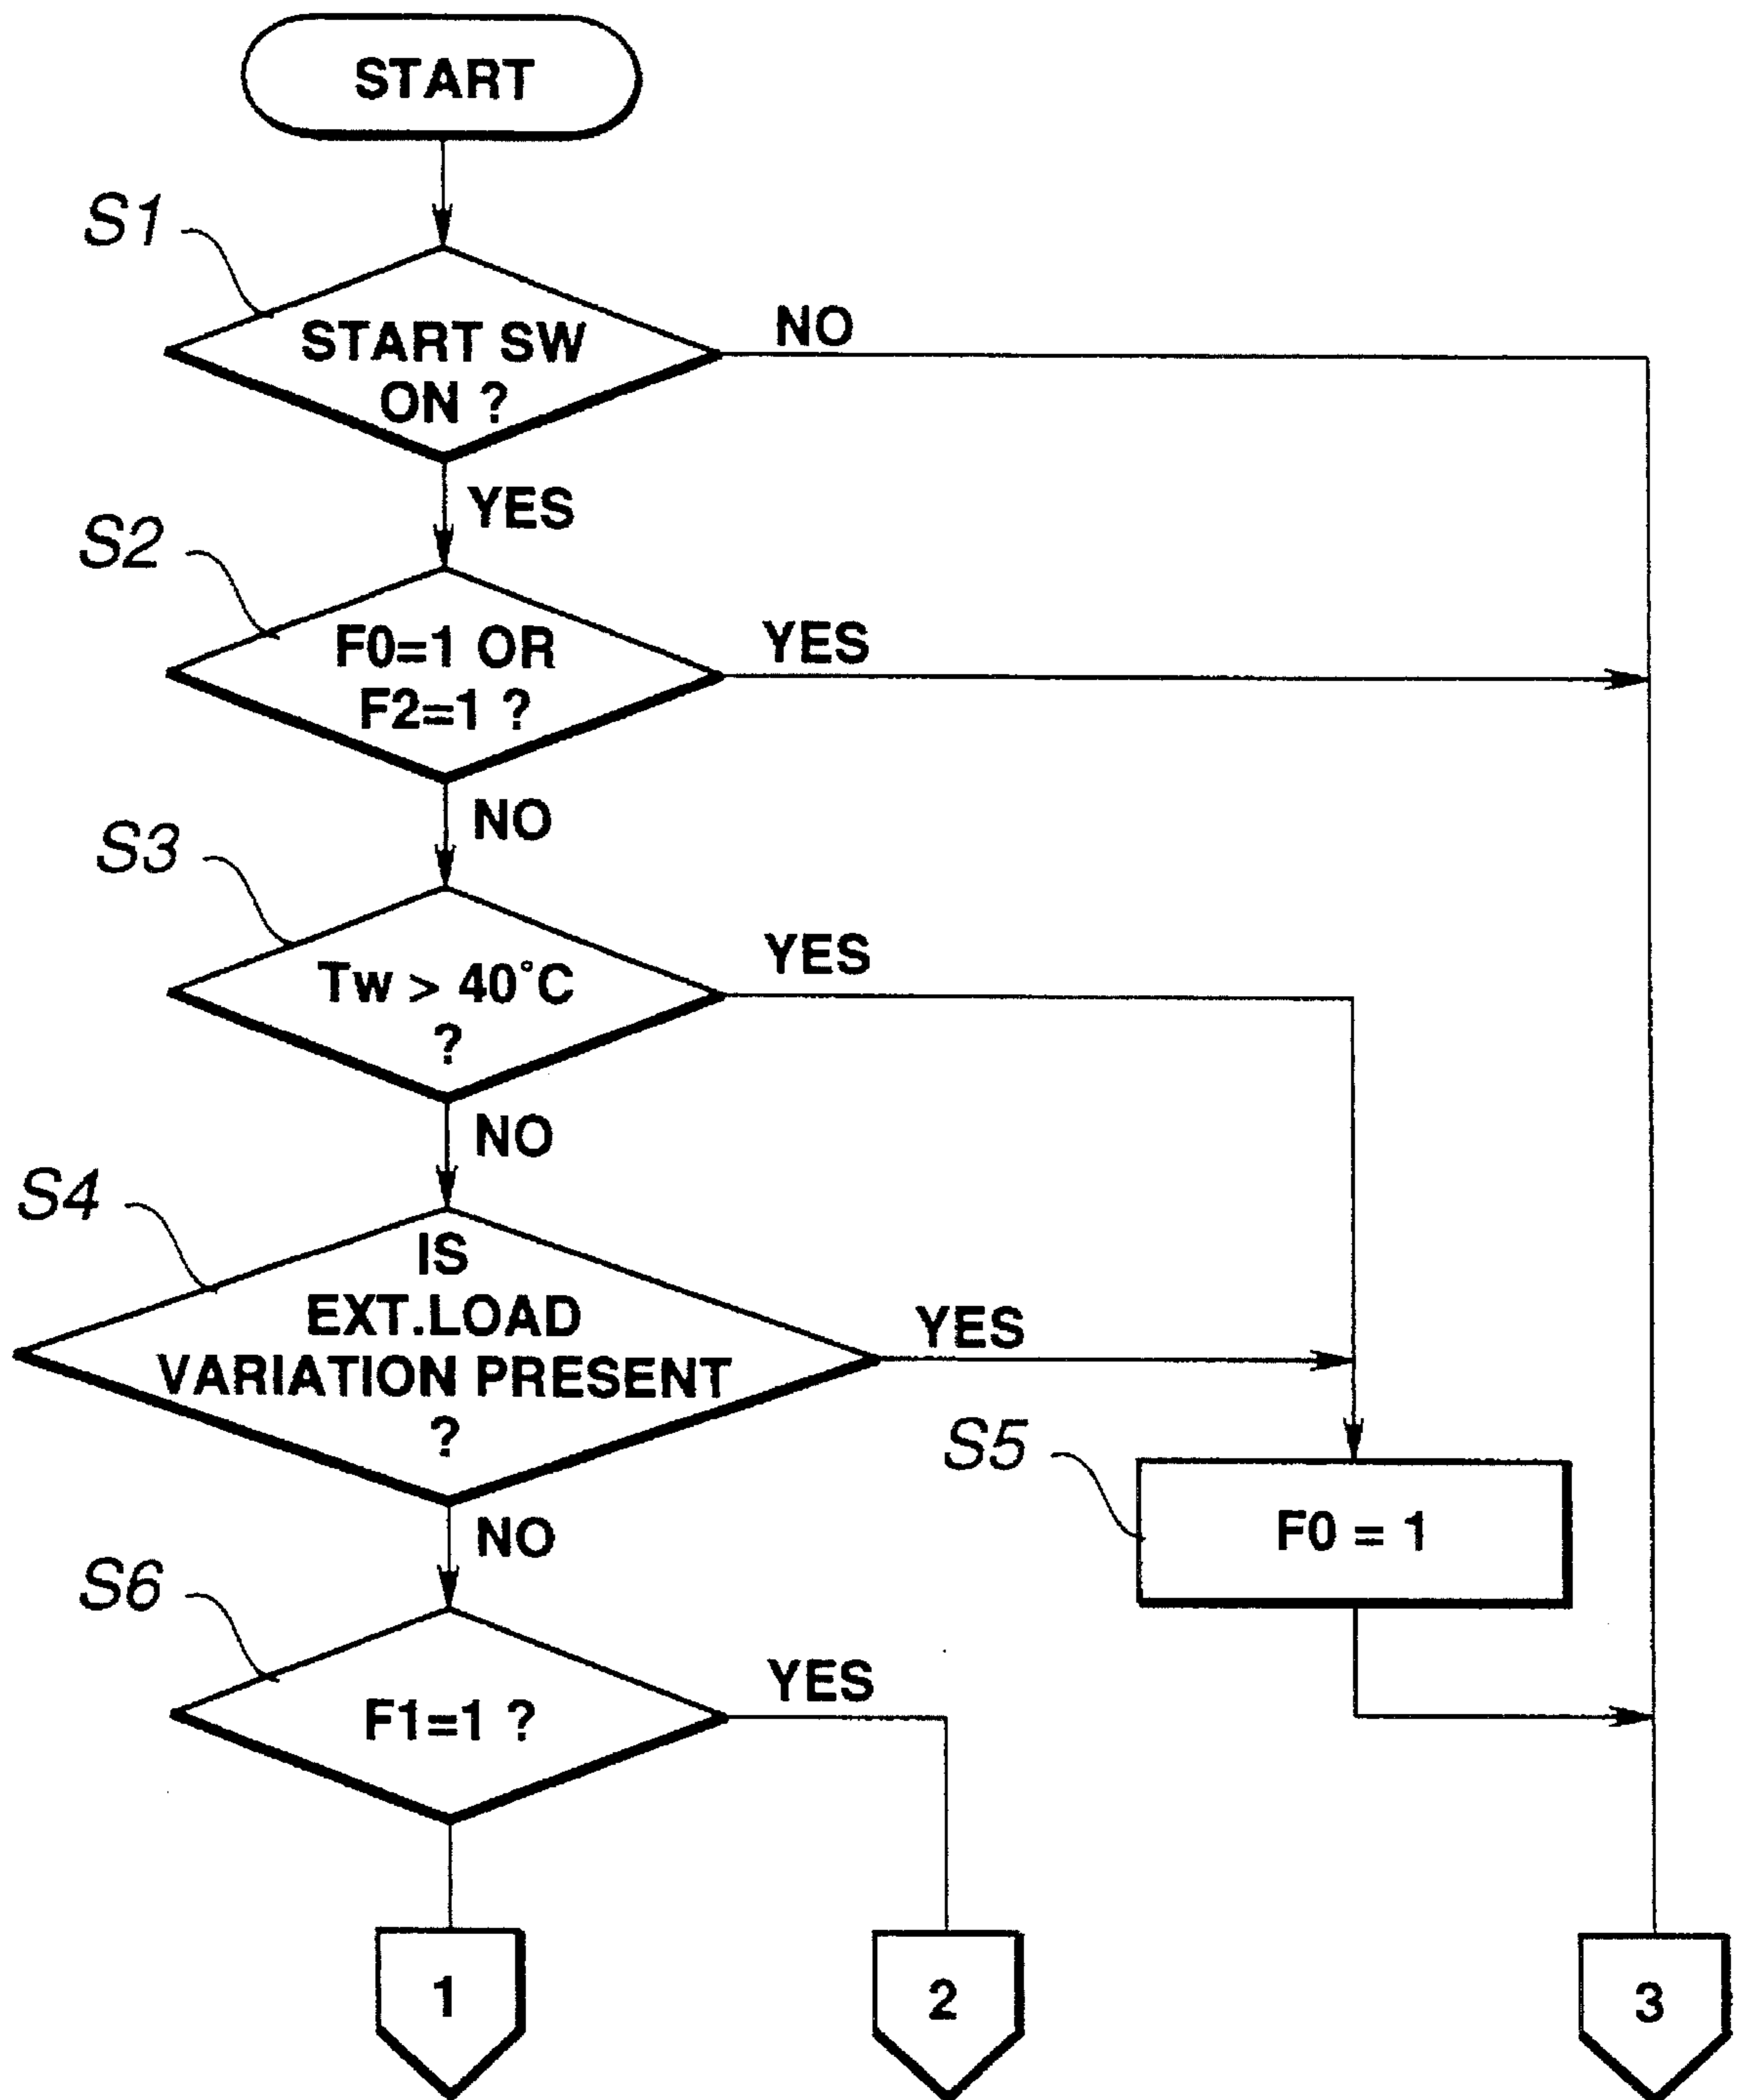 START
S1
START SW
ON ?
NO
YES
S2
F0=1 OR
F2=1 ?
YES
NO
S3
Tw > 40°C
?
YES
NO
S4
IS
EXT.LOAD
VARIATION PRESENT
?
YES
NO
S5
F0 = 1
S6
F1=1 ?
YES
1
2
3